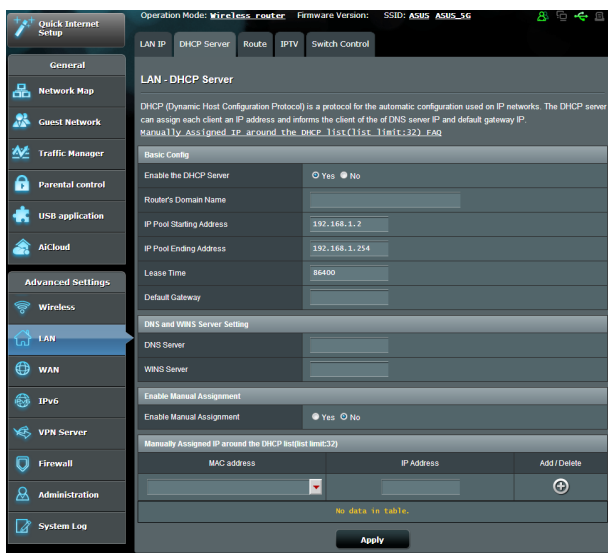 Quick Internet Setup
Operation Mode: Wireless router Firmware Version: SSID: ASUS ASUS_5G
LAN IP DHCP Server Route IPTV Switch Control
General
Network Map
Guest Network
Traffic Manager
Parental control
USB application
AiCloud
Advanced Settings
Wireless
LAN
WAN
IPv6
VPN Server
Firewall
Administration
System Log
LAN - DHCP Server
DHCP (Dynamic Host Configuration Protocol) is a protocol for the automatic configuration used on IP networks. The DHCP server
can assign each client an IP address and informs the client of the of DNS server IP and default gateway IP.
Manually Assigned IP around the DHCP list(list limit:32) FAQ
Basic Config
Enable the DHCP Server Yes No
Router's Domain Name
IP Pool Starting Address 192.168.1.2
IP Pool Ending Address 192.168.1.254
Lease Time 86400
Default Gateway
DNS and WINS Server Setting
DNS Server
WINS Server
Enable Manual Assignment
Enable Manual Assignment Yes No
Manually Assigned IP around the DHCP list(list limit:32)
MAC address IP Address Add / Delete
No data in table.
Apply